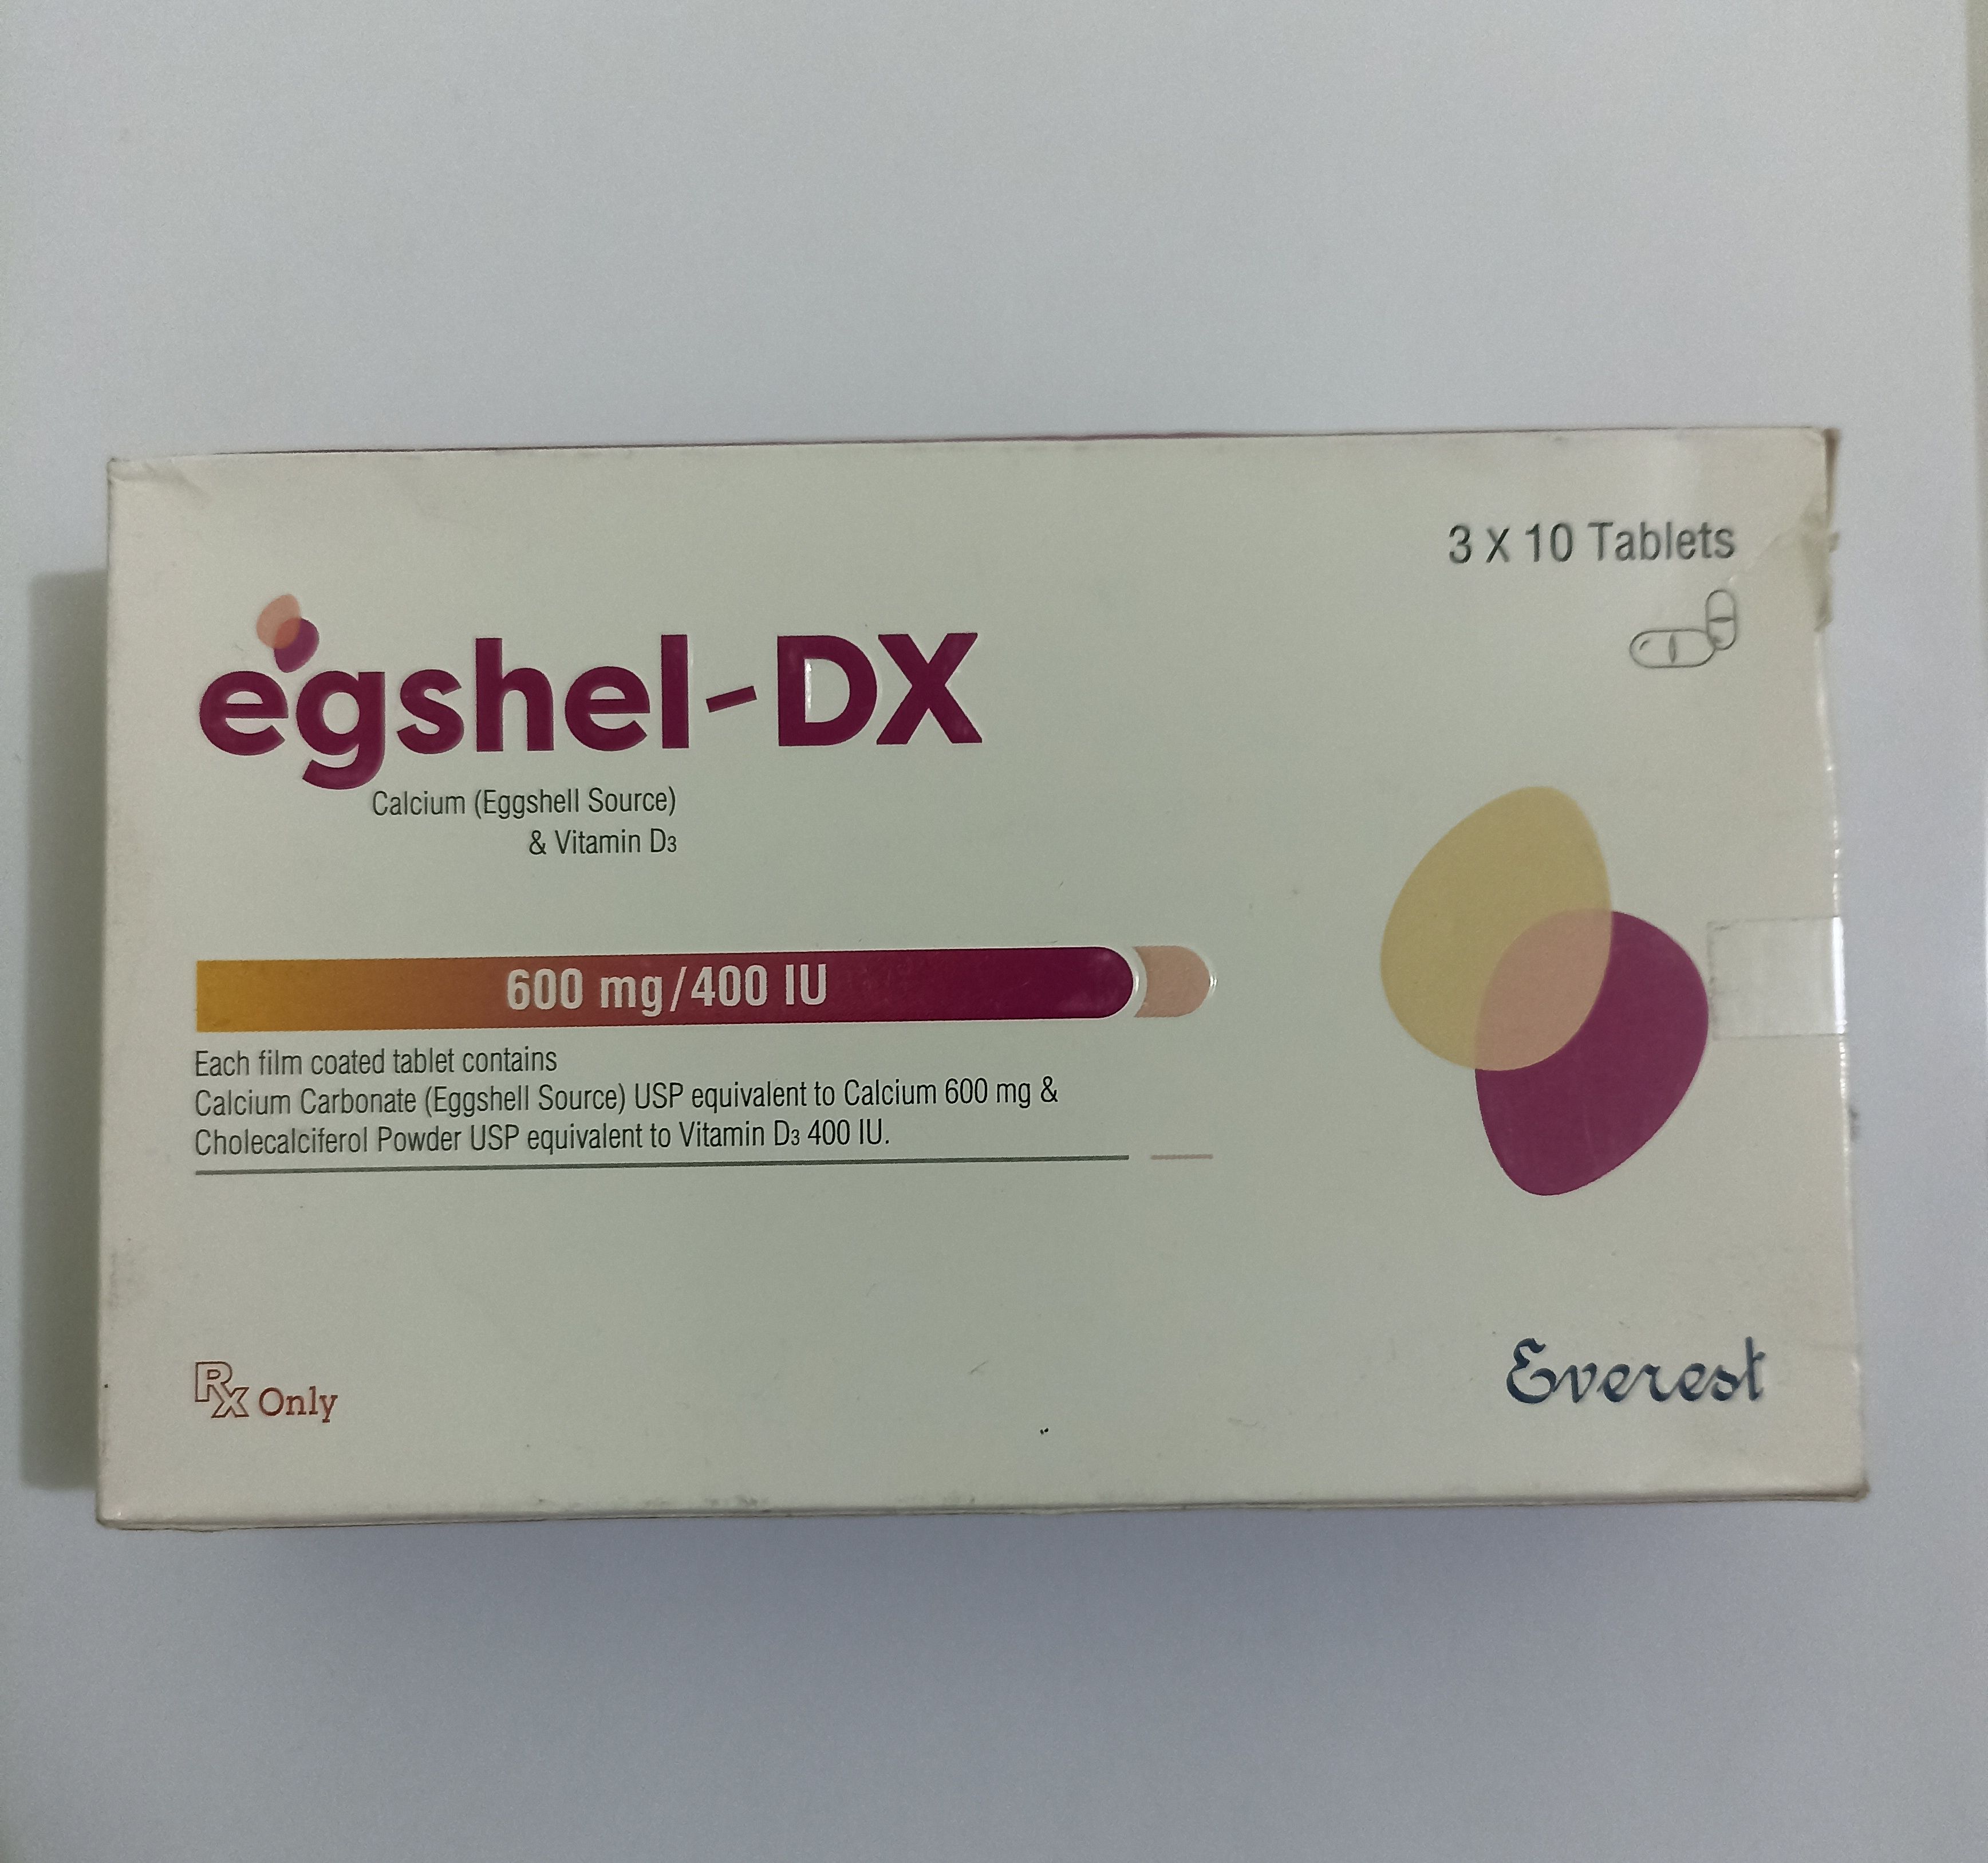 3 X 10 Tablets
egshel-DX
Calcium (Eggshell Source)
& Vitamin D3
600 mg/400 IU
Each film coated tablet contains
Calcium Carbonate (Eggshell Source) USP equivalent to Calcium 600 mg &
Cholecalciferol Powder USP equivalent to Vitamin D3 400 IU.
Rx Only
Everest